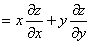 = x ∂z/∂x + y ∂z/∂y